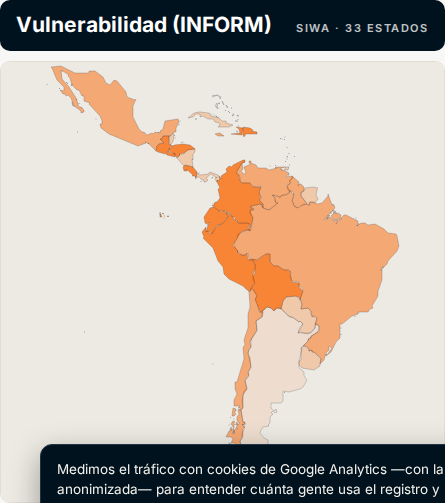 Vulnerabilidad (INFORM)
SIWA · 33 ESTADOS
Medimos el tráfico con cookies de Google Analytics —con la
anonimizada— para entender cuánta gente usa el registro y